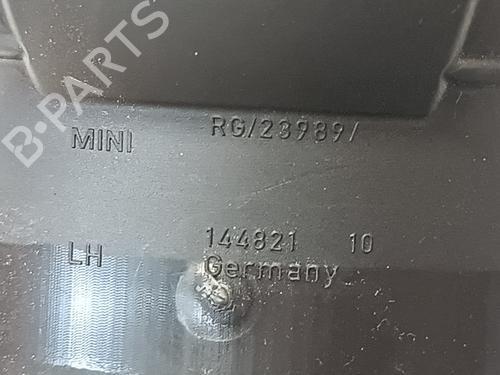 B-PARTS
MINI RG/23989/
LH 144821 10
Germany